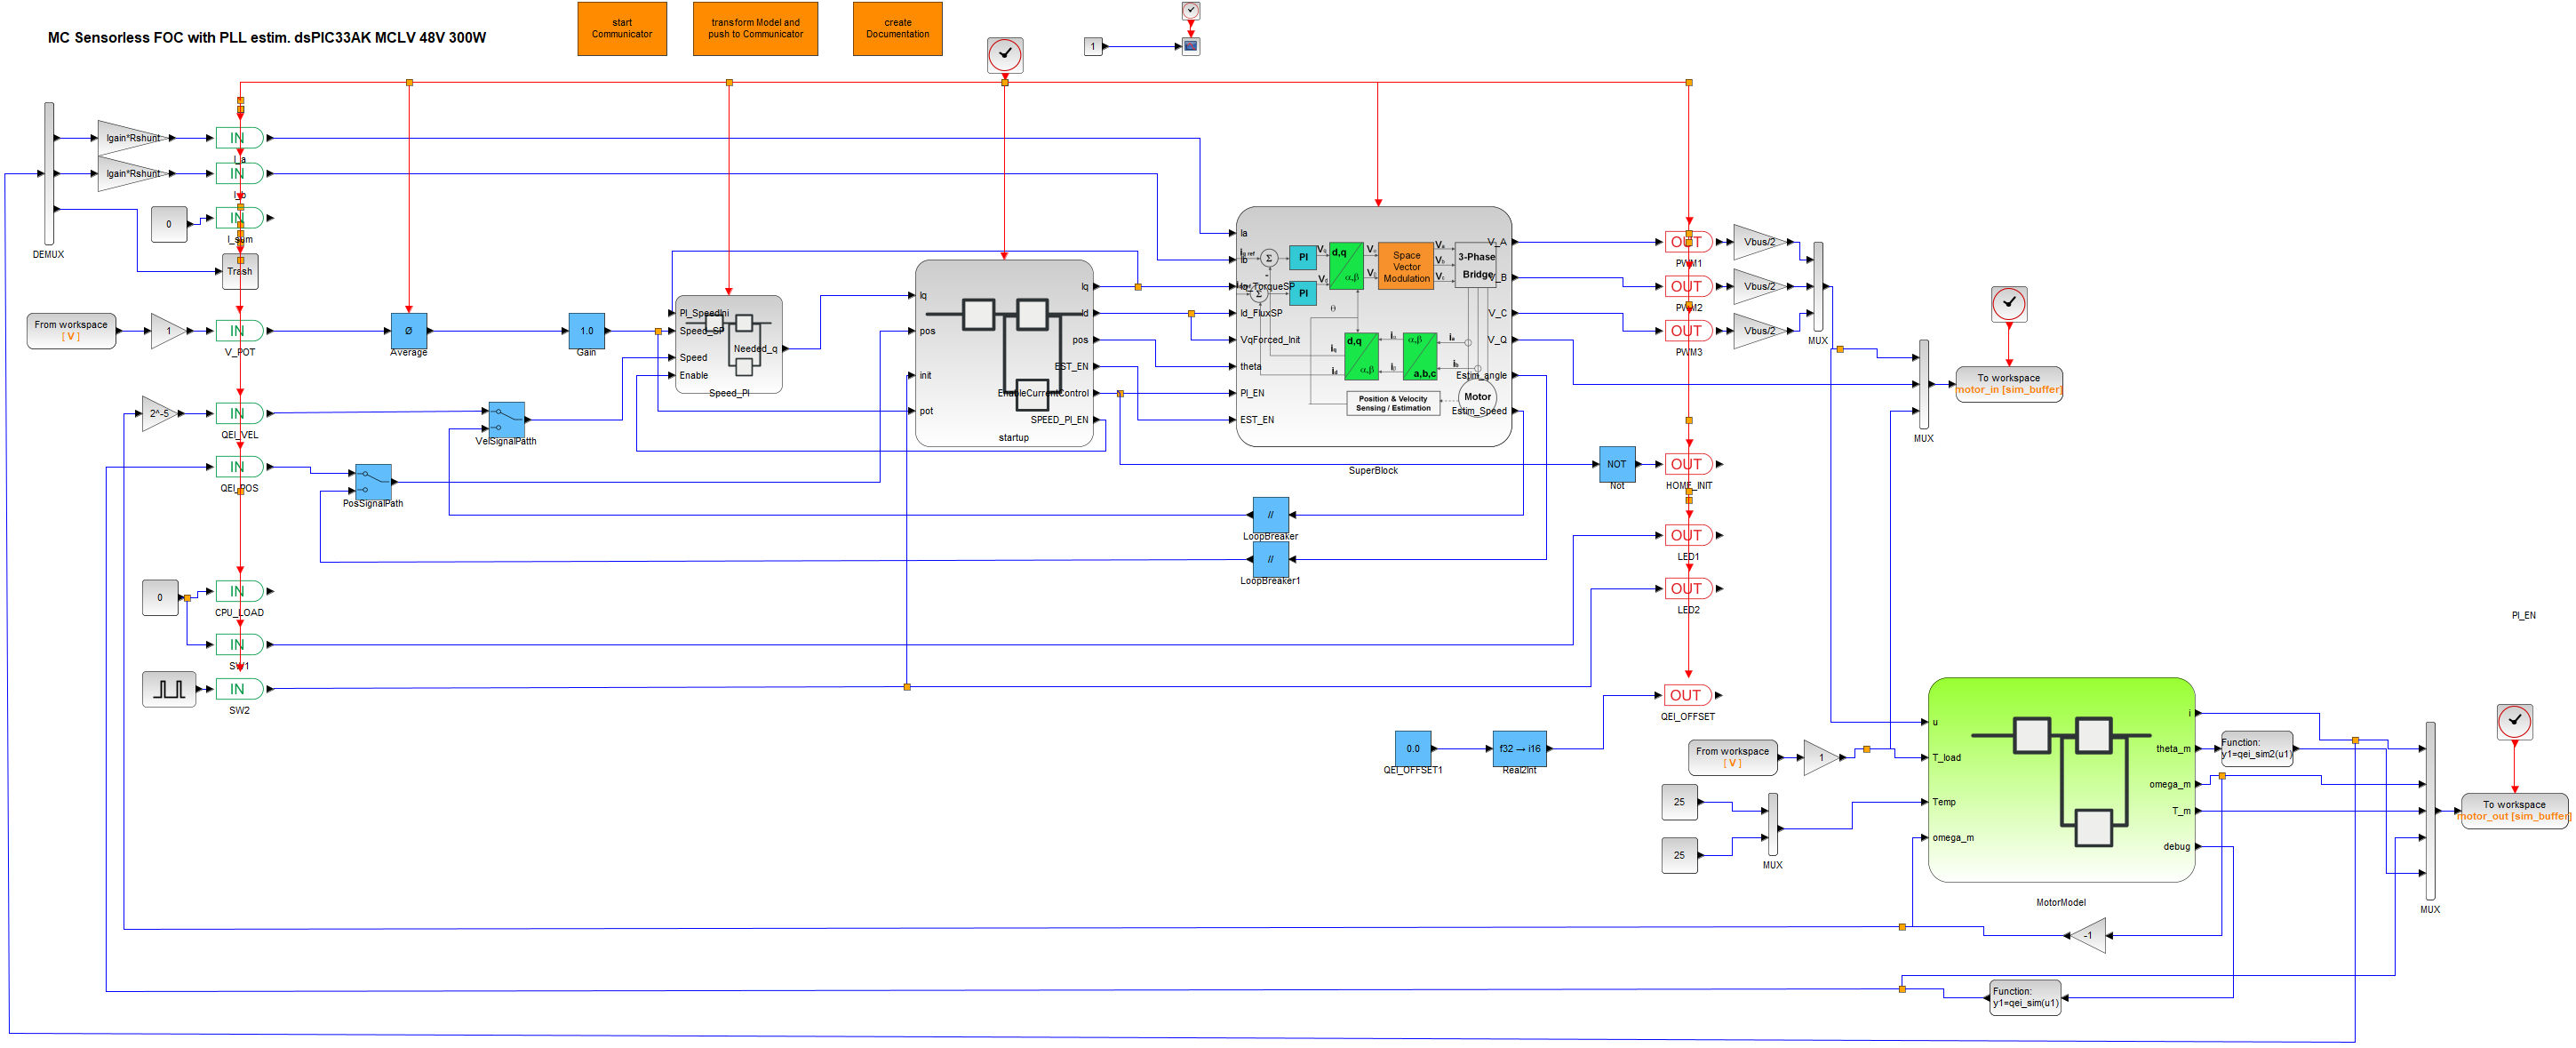 MC Sensorless FOC with PLL estim. dsPIC33AK MCLV 48V 300W
start
Communicator
transform Model and
push to Communicator
create
Documentation
1
DEMUX
Igain*Rshunt
IN
I_a
Igain*Rshunt
IN
I_b
0
IN
I_sum
Trash
From workspace
[ V ]
1
IN
V_POT
Ø
Average
1.0
Gain
2^-5
IN
QEI_VEL
VelSignalPatth
IN
QEI_POS
PosSignalPath
0
IN
CPU_LOAD
IN
SW1
IN
SW2
PI_SpeedIni
Speed_SP
Speed
Enable
Needed_q
Speed_PI
Iq
pos
init
pot
Iq
Id
pos
EST_EN
EnableCurrentControl
SPEED_PI_EN
startup
Ia
Ib
Iq_TorqueSP
Id_FluxSP
VqForced_Init
theta
PI_EN
EST_EN
Σ
Σ
PI
PI
d,q
α,β
Space
Vector
Modulation
3-Phase
Bridge
θ
d,q
α,β
α,β
a,b,c
Position & Velocity
Sensing / Estimation
Motor
V_A
V_B
V_C
V_Q
Estim_angle
Estim_Speed
SuperBlock
//
LoopBreaker
//
LoopBreaker1
NOT
Not
OUT
PWM1
OUT
PWM2
OUT
PWM3
Vbus/2
Vbus/2
Vbus/2
MUX
OUT
HOME_INIT
OUT
LED1
OUT
LED2
OUT
QEI_OFFSET
0.0
QEI_OFFSET1
f32 → i16
Real2Int
MUX
To workspace
motor_in [sim_buffer]
PI_EN
From workspace
[ V ]
1
25
25
MUX
u
T_load
Temp
omega_m
i
theta_m
omega_m
T_m
debug
MotorModel
Function:
y1=qei_sim2(u1)
-1
Function:
y1=qei_sim(u1)
MUX
To workspace
motor_out [sim_buffer]